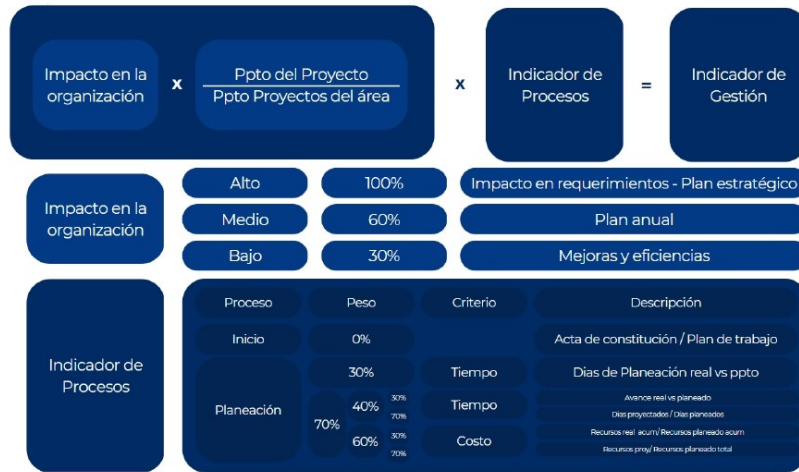 Impacto en la
organización
x
Ppto del Proyecto
Ppto Proyectos del área
x
Indicador de
Procesos
=
Indicador de
Gestión
Impacto en la
organización
Alto
100%
Impacto en requerimientos - Plan estratégico
Medio
60%
Plan anual
Bajo
30%
Mejoras y eficiencias
Indicador de
Procesos
Proceso
Peso
Criterio
Descripción
Inicio
0%
Acta de constitución / Plan de trabajo
Planeación
30%
Tiempo
Dias de Planeación real vs ppto
70%
40%
30%
70%
Tiempo
Avance real vs planeado
Dias proyectados / Dias planeados
60%
30%
70%
Costo
Recursos real acum/ Recursos planeado acum
Recursos proy/ Recursos planeado total